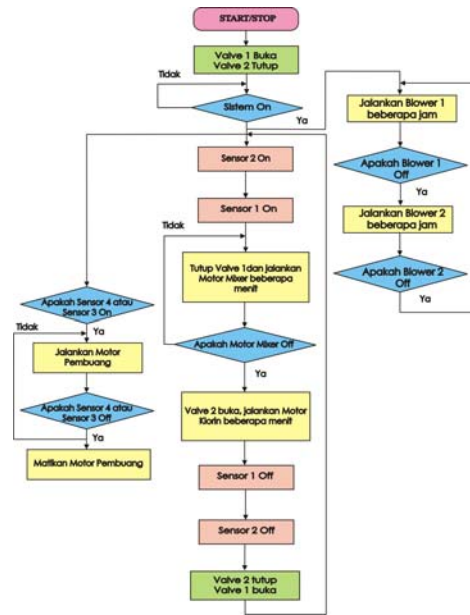 START/STOP
Valve 1 Buka
Valve 2 Tutup
Tidak
Sistem On
Ya
Sensor 2 On
Sensor 1 On
Tidak
Tutup Valve 1 dan jalankan
Motor Mixer beberapa
menit
Apakah Motor Mixer Off
Ya
Valve 2 buka, jalankan Motor
Klorin beberapa menit
Sensor 1 Off
Sensor 2 Off
Valve 2 tutup
Valve 1 buka
Apakah Sensor 4 atau
Sensor 3 On
Tidak
Ya
Jalankan Motor
Pembuang
Apakah Sensor 4 atau
Sensor 3 Off
Ya
Matikan Motor Pembuang
Jalankan Blower 1
beberapa jam
Apakah Blower 1
Off
Ya
Jalankan Blower 2
beberapa jam
Apakah Blower 2
Off
Ya